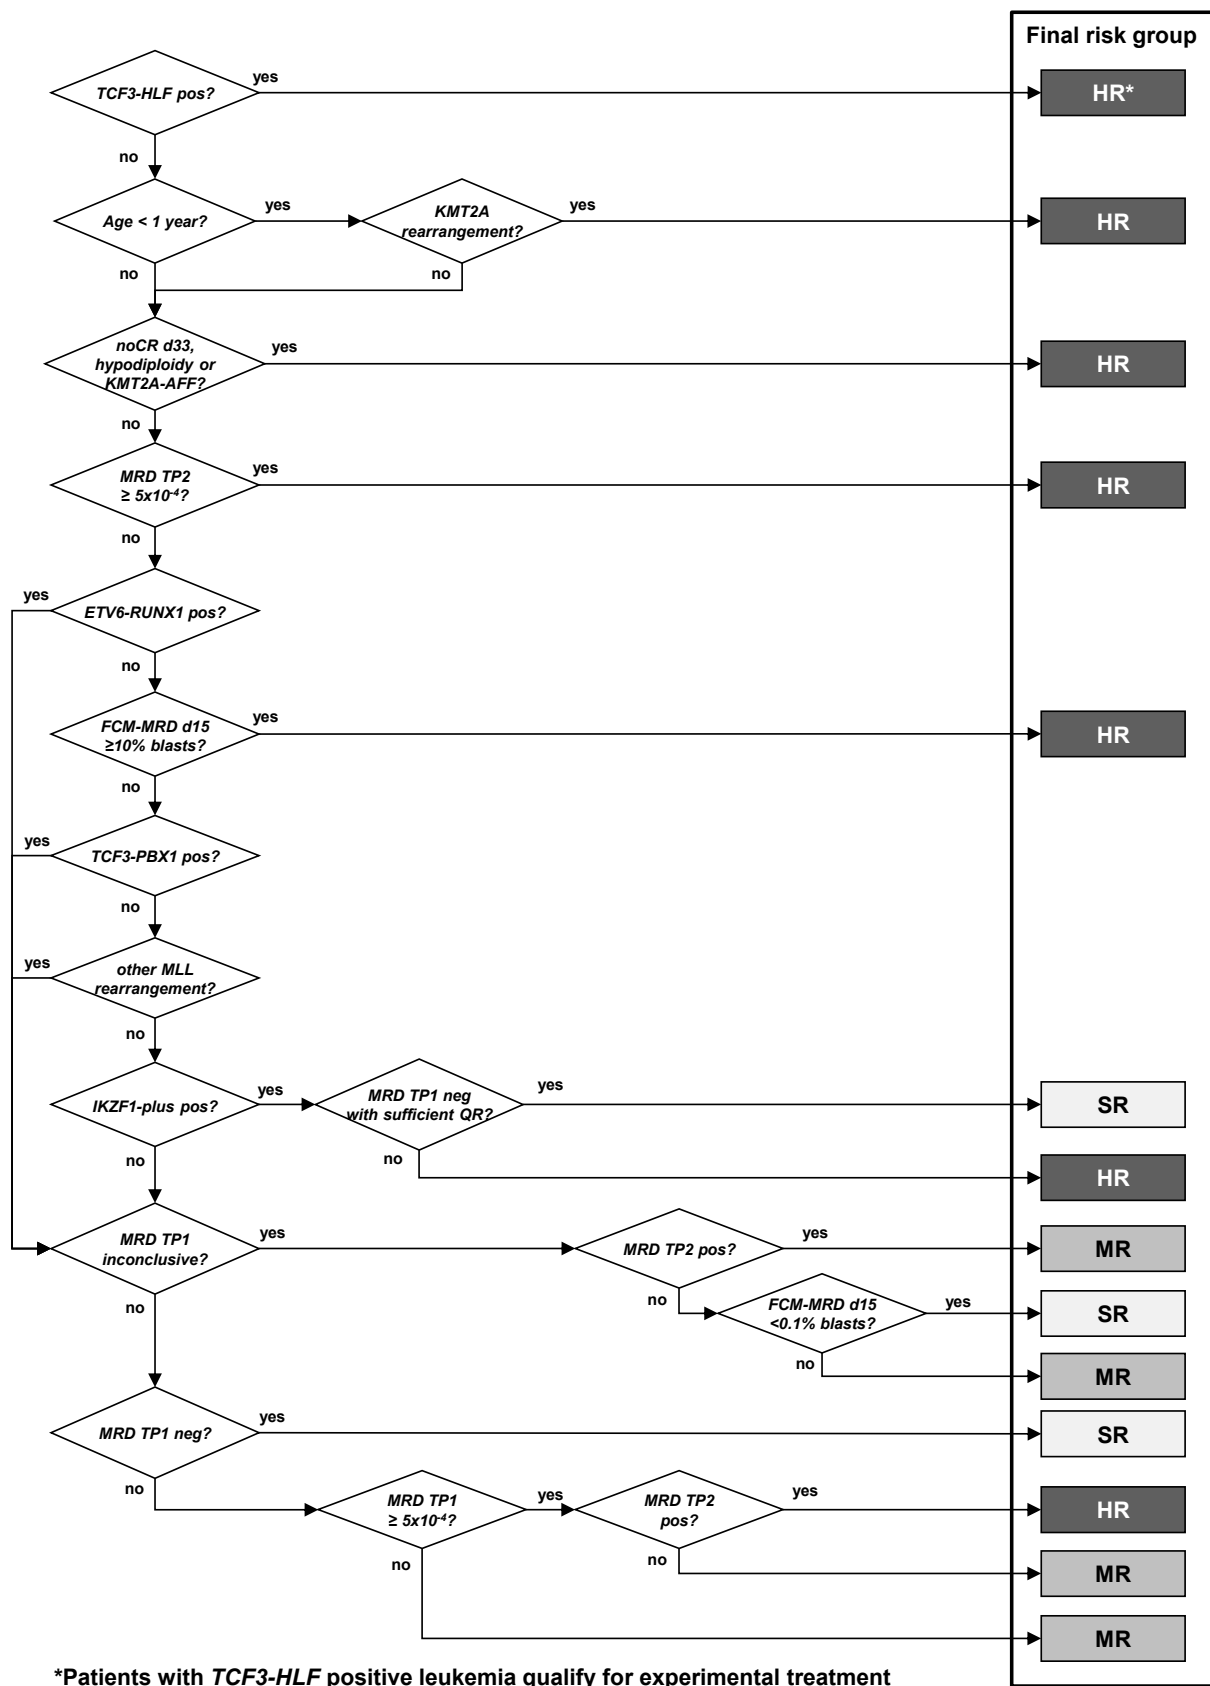 Final risk group
TCF3-HLF pos?
yes
HR*
no
Age < 1 year?
yes
KMT2A
rearrangement?
yes
HR
no
no
noCR d33,
hypodiploidy or
KMT2A-AFF?
yes
HR
no
MRD TP2
≥ 5x10⁻⁴?
yes
HR
no
yes
ETV6-RUNX1 pos?
no
FCM-MRD d15
≥10% blasts?
yes
HR
no
yes
TCF3-PBX1 pos?
no
yes
other MLL
rearrangement?
no
IKZF1-plus pos?
yes
MRD TP1 neg
with sufficient QR?
yes
SR
no
no
HR
MRD TP1
inconclusive?
yes
MRD TP2 pos?
yes
MR
no
no
FCM-MRD d15
<0.1% blasts?
yes
SR
no
MR
MRD TP1 neg?
yes
SR
no
MRD TP1
≥ 5x10⁻⁴?
yes
MRD TP2
pos?
yes
HR
no
no
MR
MR
*Patients with TCF3-HLF positive leukemia qualify for experimental treatment